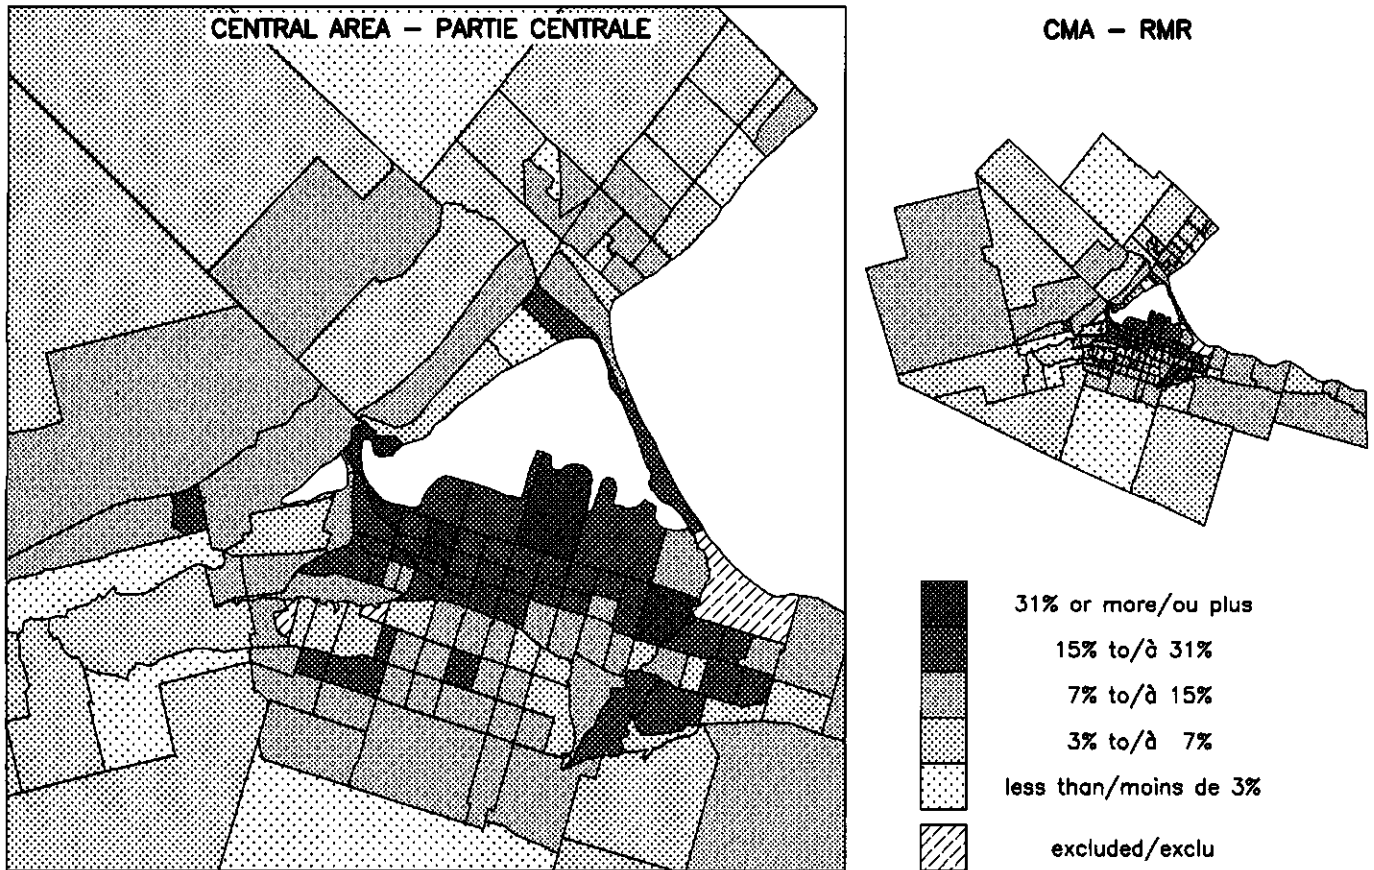 CENTRAL AREA – PARTIE CENTRALE
CMA – RMR
31% or more/ou plus
15% to/à 31%
7% to/à 15%
3% to/à 7%
less than/moins de 3%
excluded/exclu